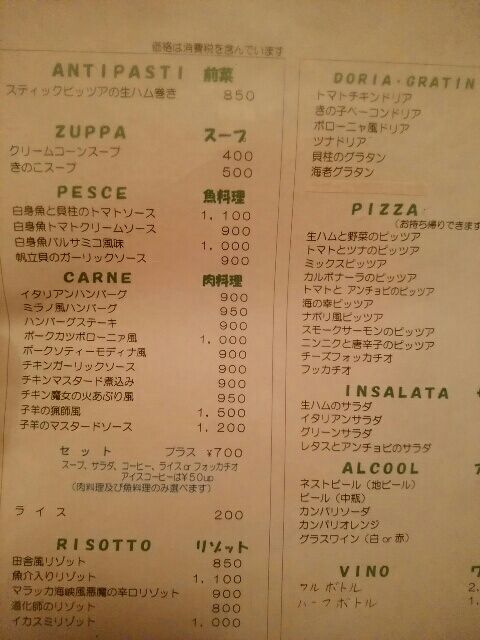 価格は消費税を含んでいます
ANTIPASTI 前菜
スティックピッツアの生ハム巻き 850
ZUPPA スープ
クリームコーンスープ 400
きのこスープ 500
PESCE 魚料理
白身魚と貝柱のトマトソース 1,100
白身魚トマトクリームソース 900
白身魚バルサミコ風味 1,000
帆立貝のガーリックソース 900
CARNE 肉料理
イタリアンハンバーグ 900
ミラノ風ハンバーグ 950
ハンバーグステーキ 900
ポークカツボローニャ風 1,000
ポークソティーモディナ風 900
チキンガーリックソース 900
チキンマスタード煮込み 900
チキン魔女の火あぶり風 950
子羊の猟師風 1,500
子羊のマスタードソース 1,200
セット プラス ¥700
スープ、サラダ、コーヒー、ライス or フォッカチオ
アイスコーヒーは¥50up
(肉料理及び魚料理のみ選べます)
ライス 200
RISOTTO リゾット
田舎風リゾット 850
魚介入りリゾット 1,100
マラッカ海峡風悪魔の辛口リゾット 900
道化師のリゾット 800
イカスミリゾット 1,000
DORIA・GRATIN
トマトチキンドリア
きの子ベーコンドリア
ボローニャ風ドリア
ツナドリア
貝柱のグラタン
海老グラタン
PIZZA
(お持ち帰りできます
生ハムと野菜のピッツア
トマトとツナのピッツア
ミックスピッツア
カルボナーラのピッツア
トマトと アンチョビのピッツア
海の幸ピッツア
ナポリ風ピッツア
スモークサーモンのピッツア
ニンニクと唐辛子のピッツア
チーズフォッカチオ
フッカチオ
INSALATA
生ハムのサラダ
イタリアンサラダ
グリーンサラダ
レタスとアンチョビのサラダ
ALCOOL
ネストビール (地ビール)
ビール (中瓶)
カンパリソーダ
カンパリオレンジ
グラスワイン (白 or 赤)
VINO
フルボトル 2.
ハーフボトル 1.